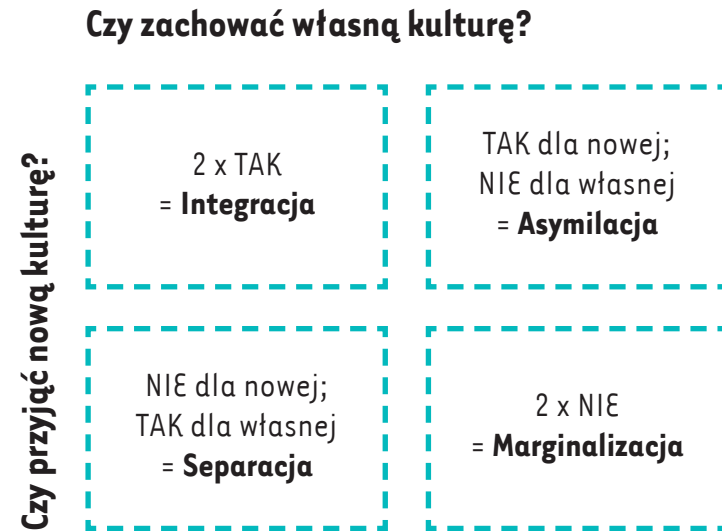 Czy zachować własną kulturę?
Czy przyjąć nową kulturę?
2 x TAK
= Integracja
TAK dla nowej;
NIE dla własnej
= Asymilacja
NIE dla nowej;
TAK dla własnej
= Separacja
2 x NIE
= Marginalizacja